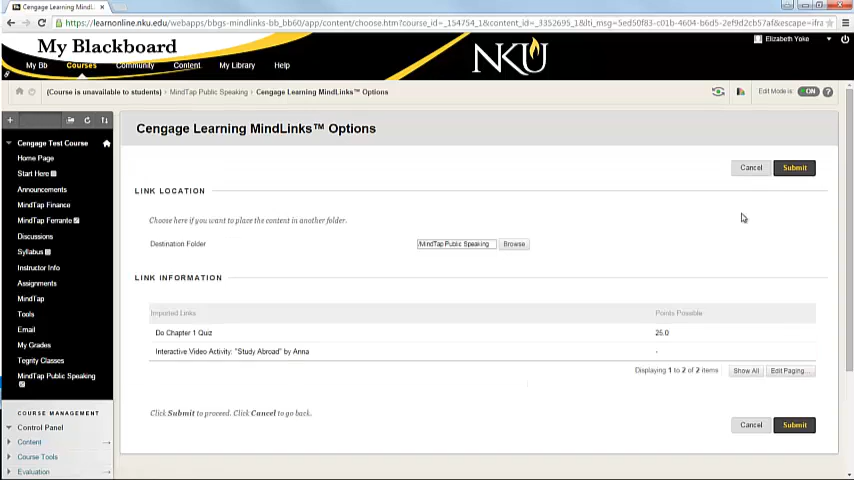 My Blackboard - MindLi
https://learnonline.nku.edu/webapps/bbgs-mindlinks-bb_bb60/app/content/choose.htm?course_id=_154754_1&content_id=_3352695_1&lti_msg=5ed50f83-c01b-4604-b6d5-2ef9d2cb57af&escape=ifra
My Blackboard
NKU
Elizabeth Yoke
My Bb Courses Community Content My Library Help
(Course is unavailable to students) > MindTap Public Speaking > Cengage Learning MindLinks™ Options
Edit Mode is: ON ?
Cengage Test Course
Home Page
Start Here
Announcements
MindTap Finance
MindTap Ferrante
Discussions
Syllabus
Instructor Info
Assignments
MindTap
Tools
Email
My Grades
Tegrity Classes
MindTap Public Speaking
COURSE MANAGEMENT
Control Panel
Content
Course Tools
Evaluation
Cengage Learning MindLinks™ Options
Cancel Submit
LINK LOCATION
Choose here if you want to place the content in another folder.
Destination Folder /MindTap Public Speaking Browse
LINK INFORMATION
Imported Links Points Possible
Do Chapter 1 Quiz 25.0
Interactive Video Activity: "Study Abroad" by Anna -
Displaying 1 to 2 of 2 items Show All Edit Paging...
Click Submit to proceed. Click Cancel to go back.
Cancel Submit